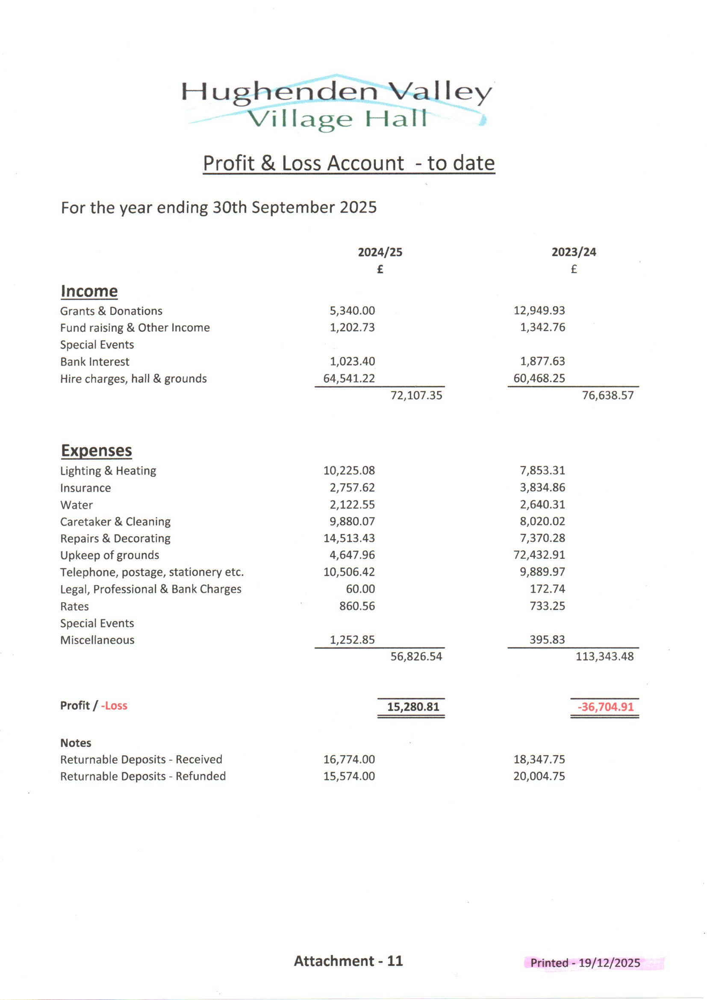 Hughenden Valley
Village Hall
Profit & Loss Account - to date
For the year ending 30th September 2025
2024/25 2023/24
£ £
Income
Grants & Donations 5,340.00 12,949.93
Fund raising & Other Income 1,202.73 1,342.76
Special Events
Bank Interest 1,023.40 1,877.63
Hire charges, hall & grounds 64,541.22 60,468.25
72,107.35 76,638.57
Expenses
Lighting & Heating 10,225.08 7,853.31
Insurance 2,757.62 3,834.86
Water 2,122.55 2,640.31
Caretaker & Cleaning 9,880.07 8,020.02
Repairs & Decorating 14,513.43 7,370.28
Upkeep of grounds 4,647.96 72,432.91
Telephone, postage, stationery etc. 10,506.42 9,889.97
Legal, Professional & Bank Charges 60.00 172.74
Rates 860.56 733.25
Special Events
Miscellaneous 1,252.85 395.83
56,826.54 113,343.48
Profit / -Loss 15,280.81 -36,704.91
Notes
Returnable Deposits - Received 16,774.00 18,347.75
Returnable Deposits - Refunded 15,574.00 20,004.75
Attachment - 11
Printed - 19/12/2025